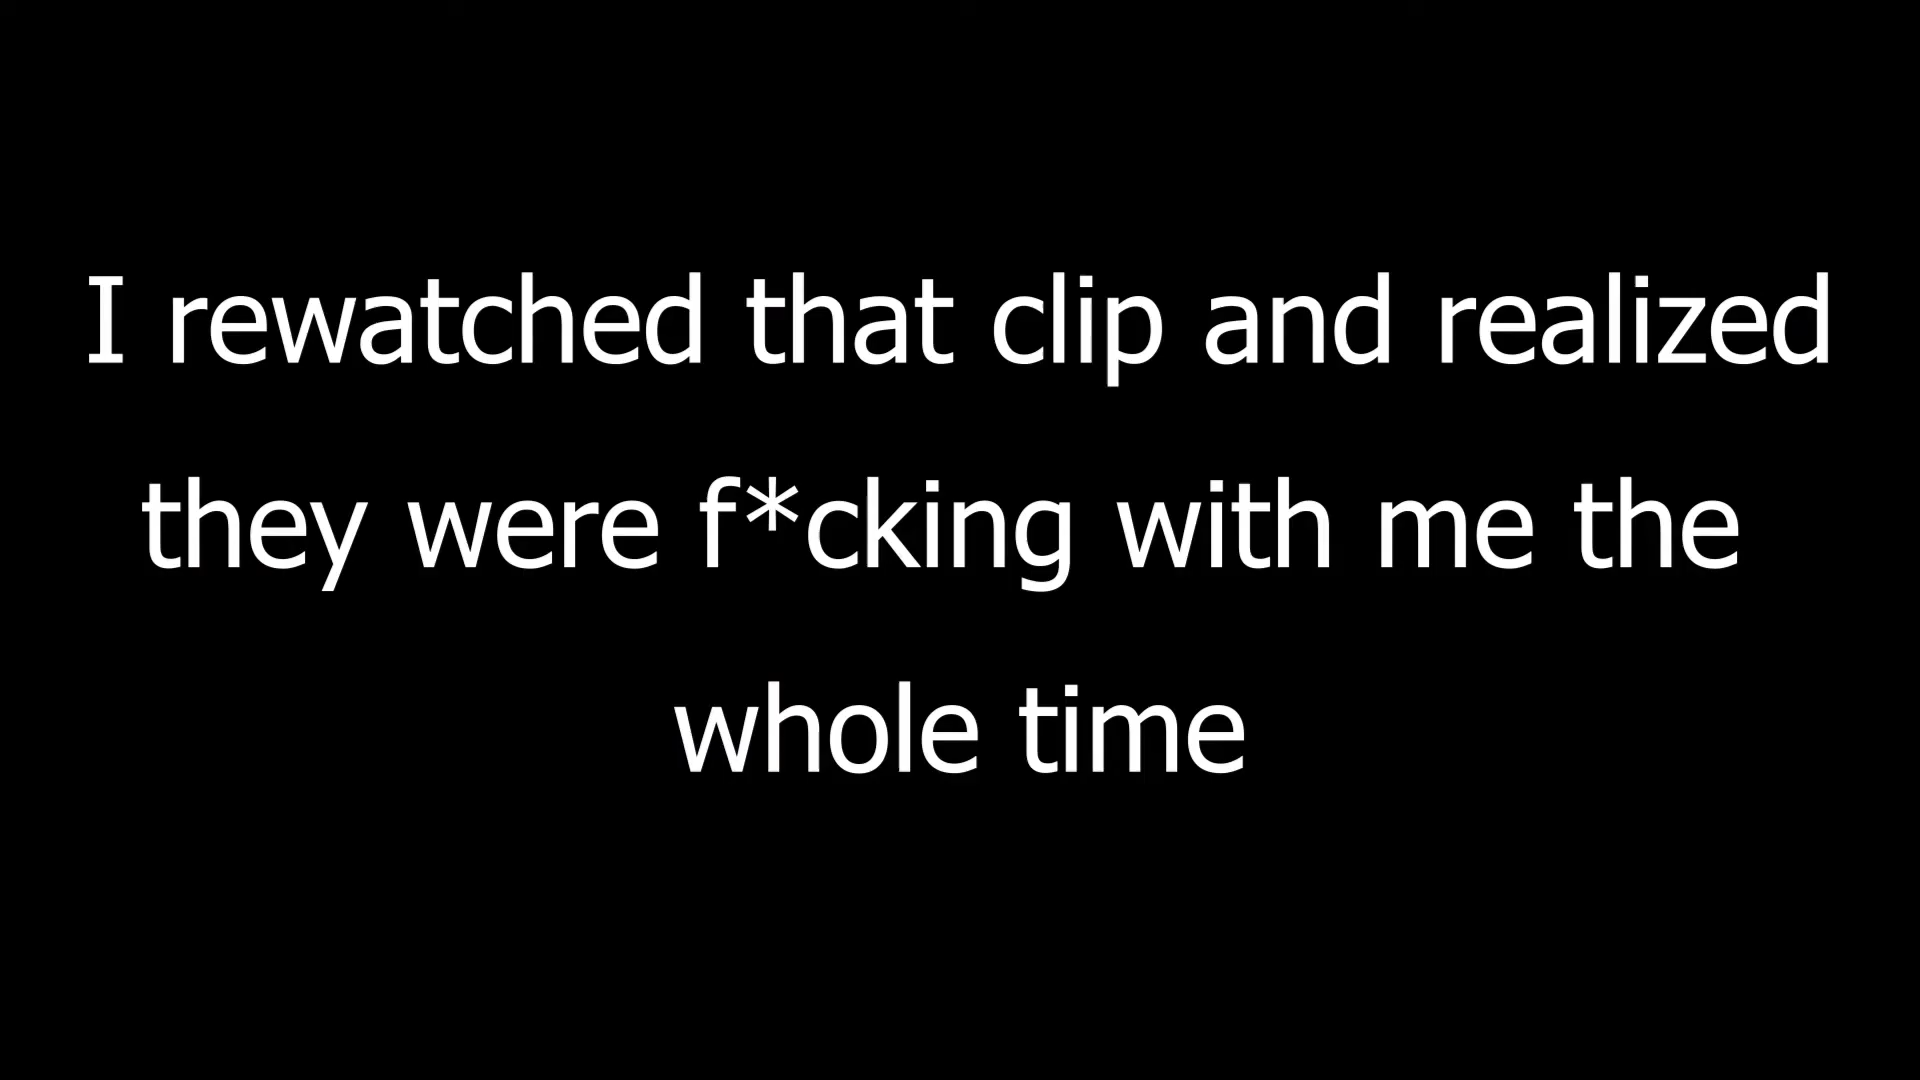 I rewatched that clip and realized
they were f*cking with me the
whole time